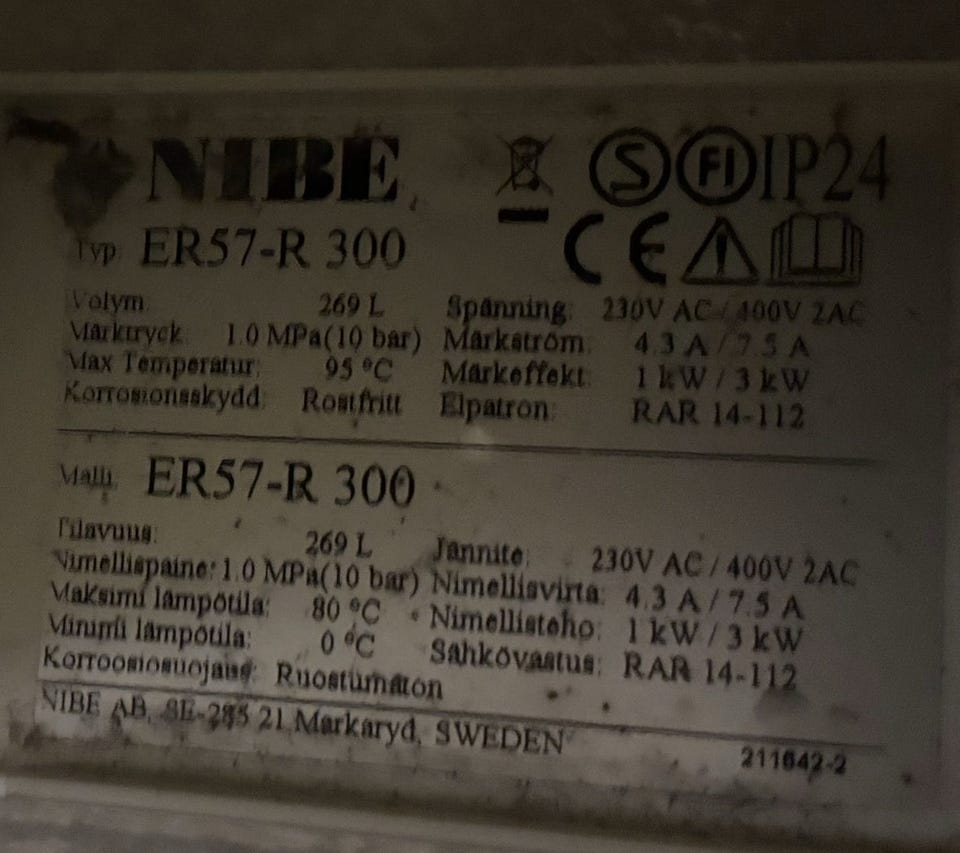 NIBE
S FI IP24
CE
Typ: ER57-R 300
Volym: 269 L Spänning: 230V AC / 400V 2AC
Märktryck: 1.0 MPa(10 bar) Märkström: 4.3 A / 7.5 A
Max Temperatur: 95 °C Märkeffekt: 1 kW / 3 kW
Korrosionsskydd: Rostfritt Elpatron: RAR 14-112
Malli: ER57-R 300
Tilavuus: 269 L Jännite: 230V AC / 400V 2AC
Nimellispaine: 1.0 MPa(10 bar) Nimellisvirta: 4.3 A / 7.5 A
Maksimi lämpötila: 80 °C Nimellisteho: 1 kW / 3 kW
Minimi lämpötila: 0 °C Sähkövastus: RAR 14-112
Korroosiosuojaus: Ruostumaton
NIBE AB, SE-285 21 Markaryd, SWEDEN
211642-2